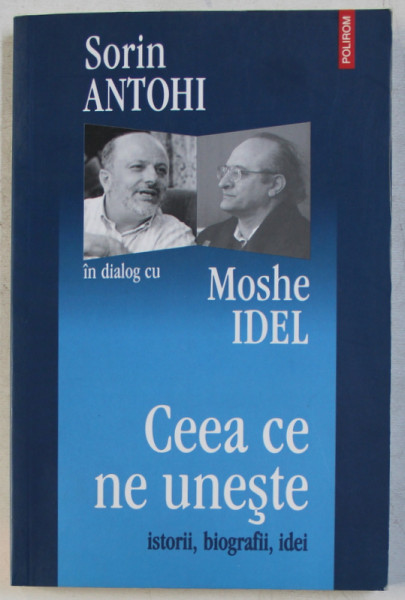 Sorin
ANTOHI
POLIROM
în dialog cu
Moshe
IDEL
Ceea ce
ne uneşte
istorii, biografii, idei